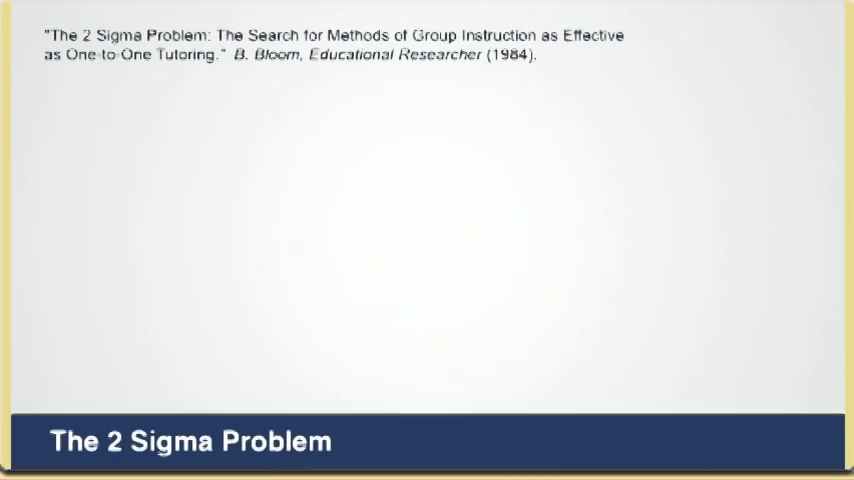 "The 2 Sigma Problem: The Search for Methods of Group Instruction as Effective
as One-to-One Tutoring." B. Bloom, Educational Researcher (1984).
The 2 Sigma Problem